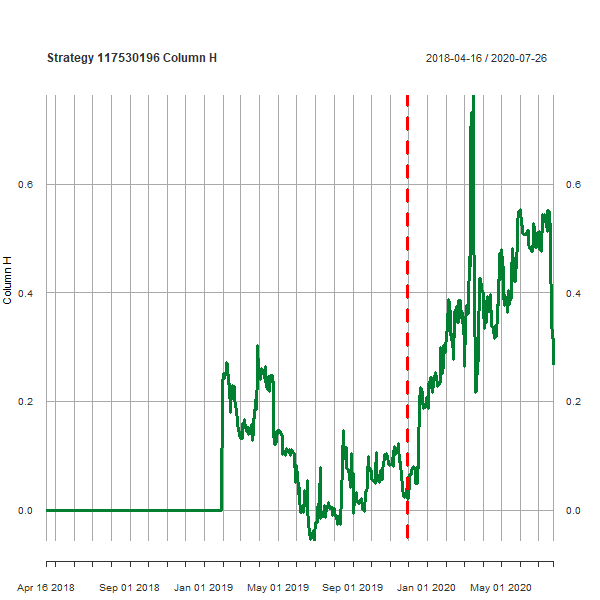 Strategy 117530196 Column H
2018-04-16 / 2020-07-26
Column H
0.6
0.4
0.2
0.0
0.6
0.4
0.2
0.0
Apr 16 2018
Sep 01 2018
Jan 01 2019
May 01 2019
Sep 01 2019
Jan 01 2020
May 01 2020